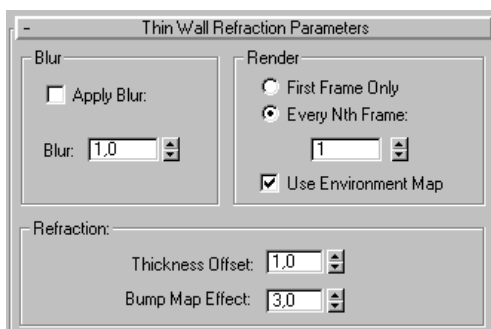 - Thin Wall Refraction Parameters
Blur
Apply Blur:
Blur: 1,0
Render
First Frame Only
Every Nth Frame:
1
Use Environment Map
Refraction:
Thickness Offset: 1,0
Bump Map Effect: 3,0